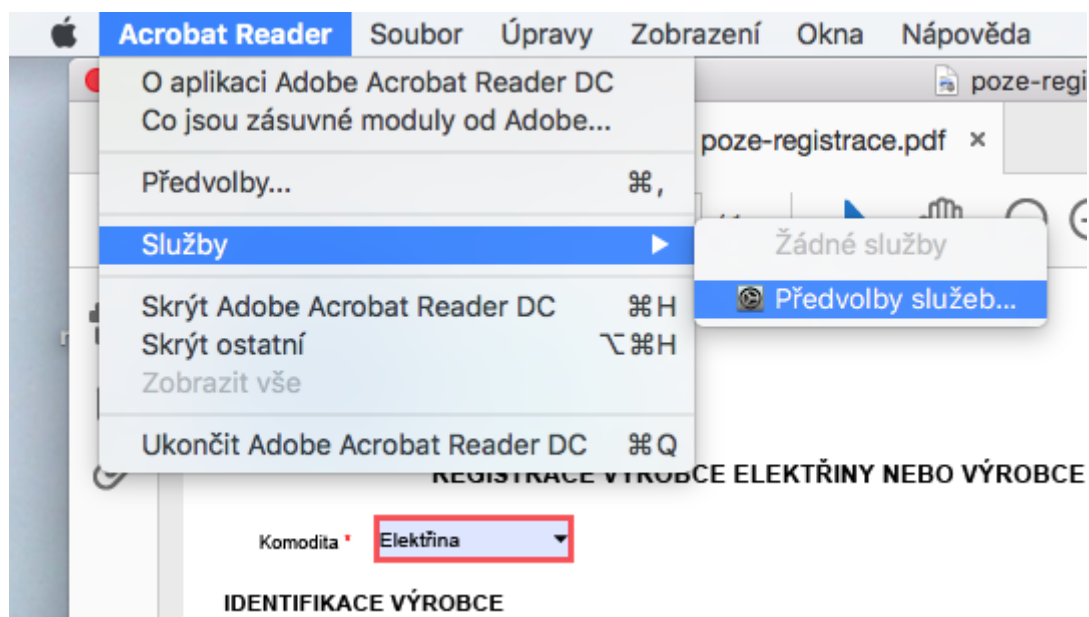 Acrobat Reader Soubor Úpravy Zobrazení Okna Nápověda
O aplikaci Adobe Acrobat Reader DC
poze-regi
Co jsou zásuvné moduly od Adobe...
poze-registrace.pdf ×
Předvolby... ⌘,
Služby ▶
Žádné služby
Předvolby služeb...
Skrýt Adobe Acrobat Reader DC ⌘H
Skrýt ostatní ⌥⌘H
Zobrazit vše
Ukončit Adobe Acrobat Reader DC ⌘Q
REGISTRACE VÝROBCE ELEKTŘINY NEBO VÝROBCE
Komodita * Elektřina
IDENTIFIKACE VÝROBCE